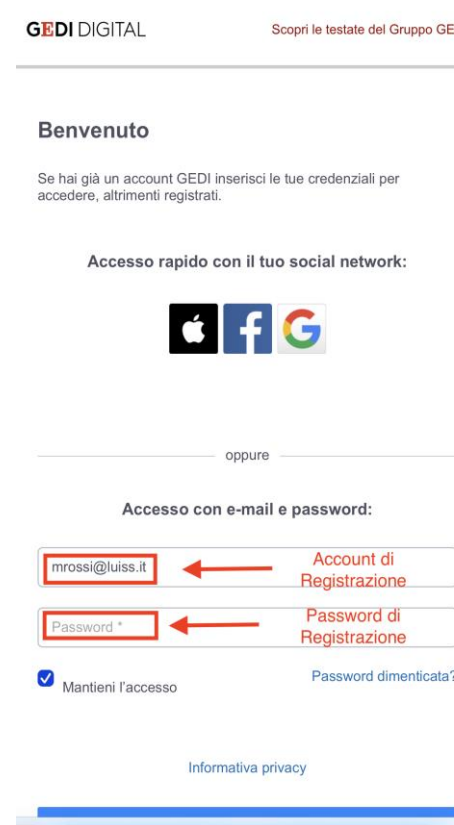 GEDI DIGITAL
Scopri le testate del Gruppo GE
Benvenuto
Se hai già un account GEDI inserisci le tue credenziali per
accedere, altrimenti registrati.
Accesso rapido con il tuo social network:
oppure
Accesso con e-mail e password:
mrossi@luiss.it
Account di
Registrazione
Password *
Password di
Registrazione
Mantieni l'accesso
Password dimenticata?
Informativa privacy